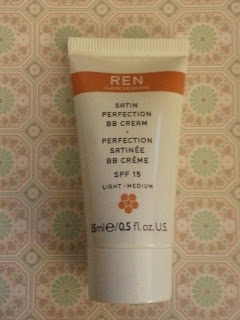 REN
CLEAN SKINCARE
SATIN
PERFECTION
BB CREAM
•
PERFECTION
SATINÉE
BB CRÈME
SPF 15
LIGHT-MEDIUM
15ml e/0.5 fl.oz.U.S.